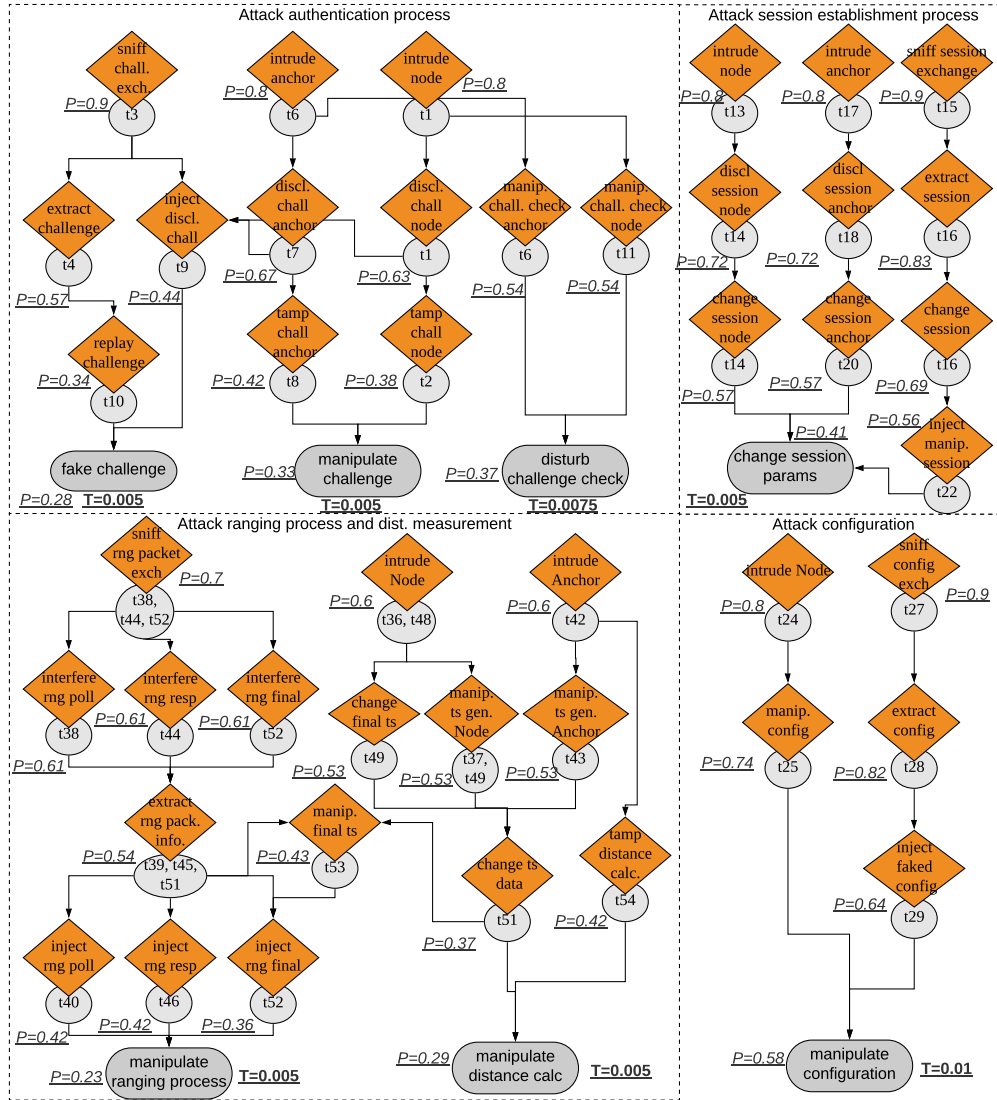 Attack authentication process
sniff
chall.
exch.
P=0.9
t3
intrude
anchor
P=0.8
t6
intrude
node
P=0.8
t1
extract
challenge
t4
P=0.57
inject
discl.
chall
t9
P=0.44
discl.
chall
anchor
t7
P=0.67
discl.
chall
node
t1
P=0.63
manip.
chall. check
anchor
t6
P=0.54
manip.
chall. check
node
t11
P=0.54
replay
challenge
P=0.34
t10
tamp
chall
anchor
P=0.42
t8
tamp
chall
node
P=0.38
t2
fake challenge
P=0.28
T=0.005
manipulate
challenge
P=0.33
T=0.005
disturb
challenge check
P=0.37
T=0.0075
Attack session establishment process
intrude
node
P=0.8
t13
intrude
anchor
P=0.8
t17
sniff session
exchange
P=0.9
t15
discl
session
node
t14
P=0.72
discl
session
anchor
t18
P=0.72
extract
session
t16
P=0.83
change
session
node
t14
P=0.57
change
session
anchor
t20
P=0.57
change
session
t16
P=0.69
P=0.56
inject
manip.
session
t22
P=0.41
change session
params
T=0.005
Attack ranging process and dist. measurement
sniff
rng packet
exch
P=0.7
t38,
t44, t52
intrude
Node
P=0.6
t36, t48
intrude
Anchor
P=0.6
t42
interfere
rng poll
t38
P=0.61
interfere
rng resp
P=0.61
t44
interfere
rng final
P=0.61
t52
change
final ts
t49
P=0.53
manip.
ts gen.
Node
P=0.53
t37,
t49
manip.
ts gen.
Anchor
P=0.53
t43
extract
rng pack.
info.
P=0.54
t39, t45,
t51
manip.
final ts
P=0.43
t53
change ts
data
t51
P=0.37
tamp
distance
calc.
t54
P=0.42
inject
rng poll
t40
P=0.42
inject
rng resp
t46
P=0.42
inject
rng final
t52
P=0.36
manipulate
ranging process
P=0.23
T=0.005
manipulate
distance calc
P=0.29
T=0.005
Attack configuration
intrude Node
P=0.8
t24
sniff
config
exch
P=0.9
t27
manip.
config
P=0.74
t25
extract
config
P=0.82
t28
inject
faked
config
P=0.64
t29
manipulate
configuration
P=0.58
T=0.01